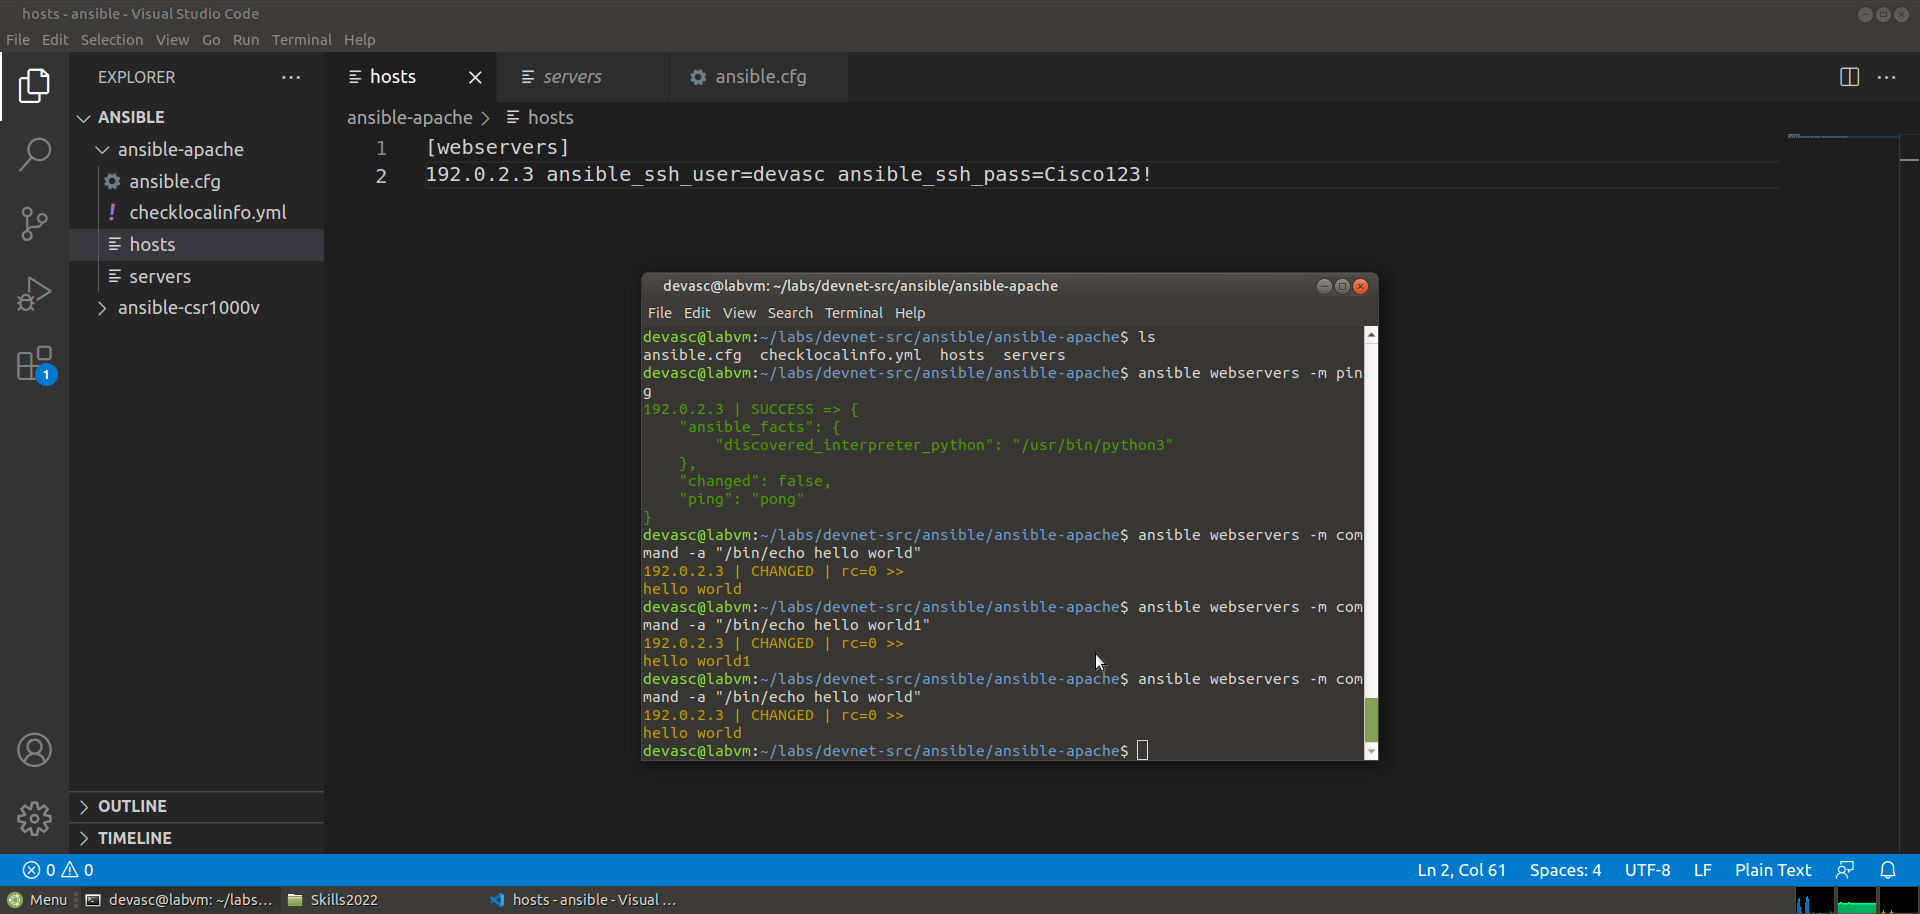 hosts - ansible - Visual Studio Code
File Edit Selection View Go Run Terminal Help
EXPLORER ···
hosts
servers
ansible.cfg
ANSIBLE
ansible-apache
ansible.cfg
checklocalinfo.yml
hosts
servers
ansible-csr1000v
1
OUTLINE
TIMELINE
ansible-apache > hosts
1 [webservers]
2 192.0.2.3 ansible_ssh_user=devasc ansible_ssh_pass=Cisco123!
devasc@labvm: ~/labs/devnet-src/ansible/ansible-apache
File Edit View Search Terminal Help
devasc@labvm:~/labs/devnet-src/ansible/ansible-apache$ ls
ansible.cfg checklocalinfo.yml hosts servers
devasc@labvm:~/labs/devnet-src/ansible/ansible-apache$ ansible webservers -m pin
g
192.0.2.3 | SUCCESS => {
"ansible_facts": {
"discovered_interpreter_python": "/usr/bin/python3"
},
"changed": false,
"ping": "pong"
}
devasc@labvm:~/labs/devnet-src/ansible/ansible-apache$ ansible webservers -m com
mand -a "/bin/echo hello world"
192.0.2.3 | CHANGED | rc=0 >>
hello world
devasc@labvm:~/labs/devnet-src/ansible/ansible-apache$ ansible webservers -m com
mand -a "/bin/echo hello world1"
192.0.2.3 | CHANGED | rc=0 >>
hello world1
devasc@labvm:~/labs/devnet-src/ansible/ansible-apache$ ansible webservers -m com
mand -a "/bin/echo hello world"
192.0.2.3 | CHANGED | rc=0 >>
hello world
devasc@labvm:~/labs/devnet-src/ansible/ansible-apache$
0 0 Ln 2, Col 61 Spaces: 4 UTF-8 LF Plain Text
Menu devasc@labvm: ~/labs... Skills2022 hosts - ansible - Visual ...